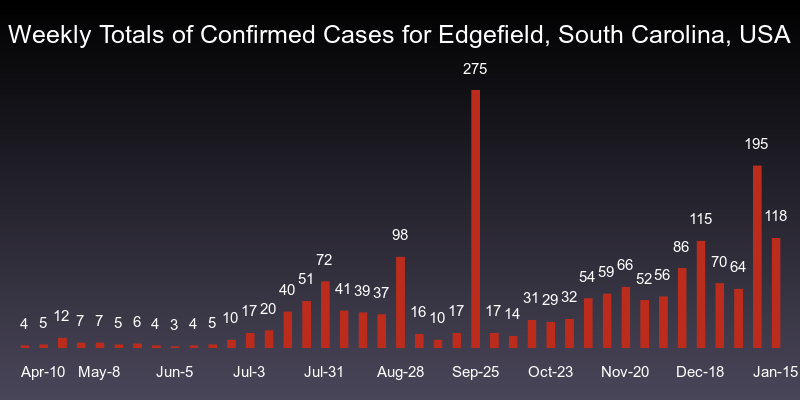 Weekly Totals of Confirmed Cases for Edgefield, South Carolina, USA
4 5 12 7 7 5 6 4 3 4 5 10 17 20 40 51 72 41 39 37 98 16 10 17 275 17 14 31 29 32 54 59 66 52 56 86 115 70 64 195 118
Apr-10 May-8 Jun-5 Jul-3 Jul-31 Aug-28 Sep-25 Oct-23 Nov-20 Dec-18 Jan-15